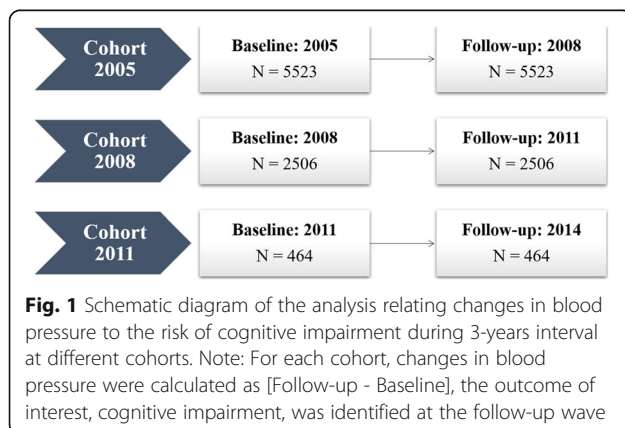 Cohort 2005
Baseline: 2005
N = 5523
Follow-up: 2008
N = 5523
Cohort 2008
Baseline: 2008
N = 2506
Follow-up: 2011
N = 2506
Cohort 2011
Baseline: 2011
N = 464
Follow-up: 2014
N = 464
Fig. 1 Schematic diagram of the analysis relating changes in blood
pressure to the risk of cognitive impairment during 3-years interval
at different cohorts. Note: For each cohort, changes in blood
pressure were calculated as [Follow-up - Baseline], the outcome of
interest, cognitive impairment, was identified at the follow-up wave